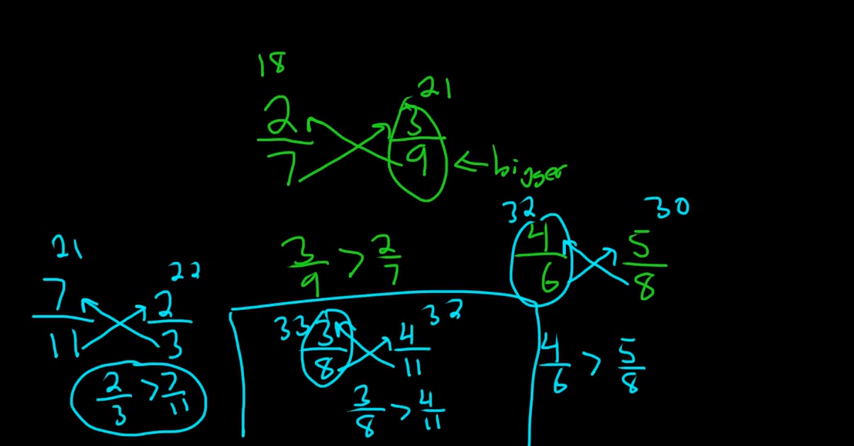 18
21
2/7 3/9 ← bigger
3/9 > 2/7
32
30
4/6 5/8
4/6 > 5/8
21
22
7/11 2/3
2/3 > 7/11
33
32
3/8 4/11
3/8 > 4/11